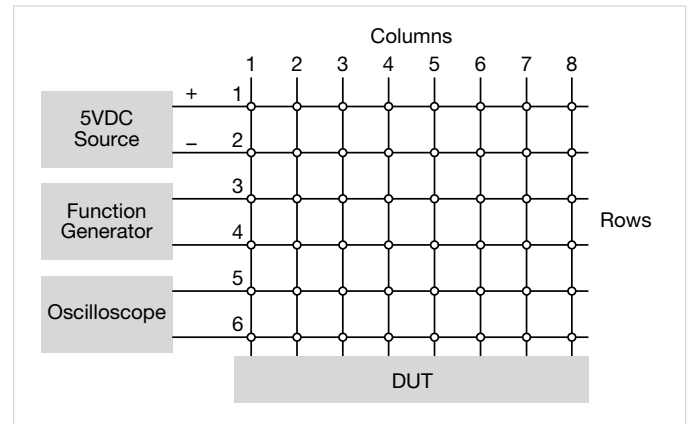 Columns
1 2 3 4 5 6 7 8
5VDC
Source
+ 1
− 2
Function
Generator
3
4
Rows
Oscilloscope
5
6
DUT